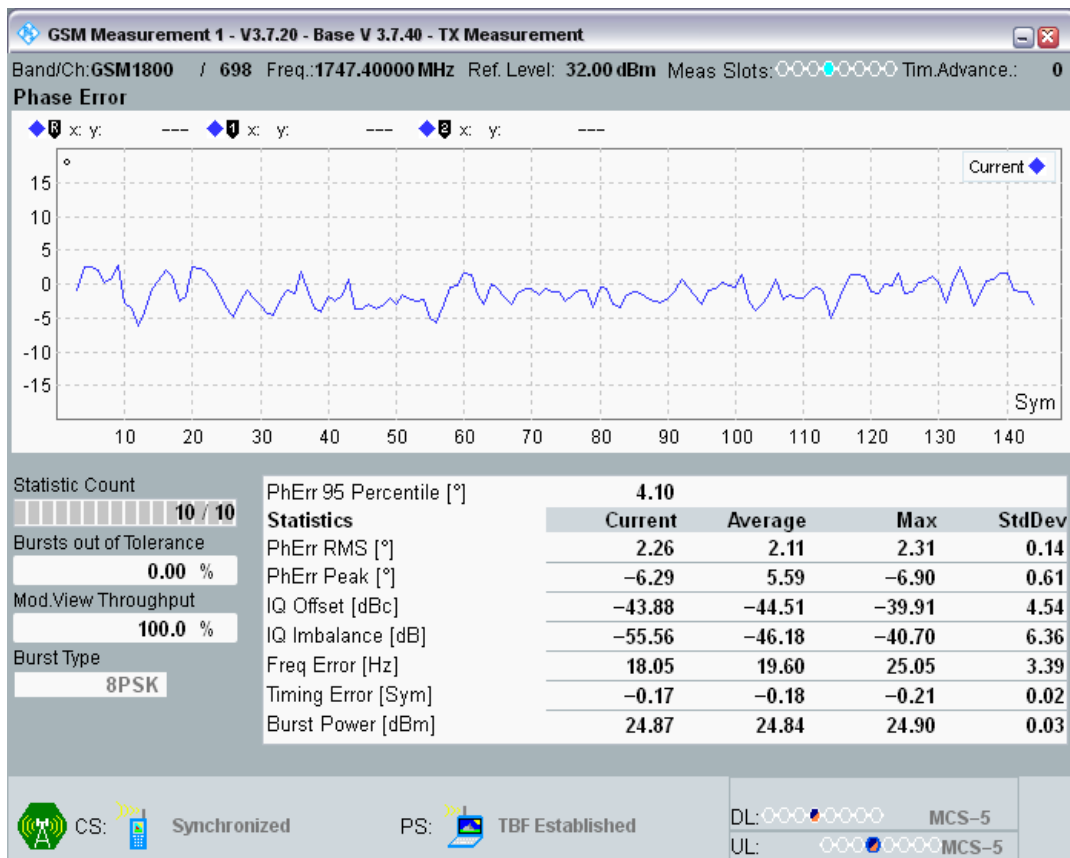 GSM Measurement 1 - V3.7.20 - Base V 3.7.40 - TX Measurement
Band/Ch:GSM1800 / 698 Freq.:1747.40000 MHz Ref. Level: 32.00 dBm Meas Slots: Tim.Advance.: 0
Phase Error
R x: y: --- 1 x: y: --- 2 x: y: ---
°
Current
15
10
5
0
-5
-10
-15
Sym
10 20 30 40 50 60 70 80 90 100 110 120 130 140
Statistic Count
10 / 10
Bursts out of Tolerance
0.00 %
Mod.View Throughput
100.0 %
Burst Type
8PSK
PhErr 95 Percentile [°] 4.10
Statistics Current Average Max StdDev
PhErr RMS [°] 2.26 2.11 2.31 0.14
PhErr Peak [°] −6.29 5.59 −6.90 0.61
IQ Offset [dBc] −43.88 −44.51 −39.91 4.54
IQ Imbalance [dB] −55.56 −46.18 −40.70 6.36
Freq Error [Hz] 18.05 19.60 25.05 3.39
Timing Error [Sym] −0.17 −0.18 −0.21 0.02
Burst Power [dBm] 24.87 24.84 24.90 0.03
CS: Synchronized PS: TBF Established
DL: MCS−5
UL: MCS−5